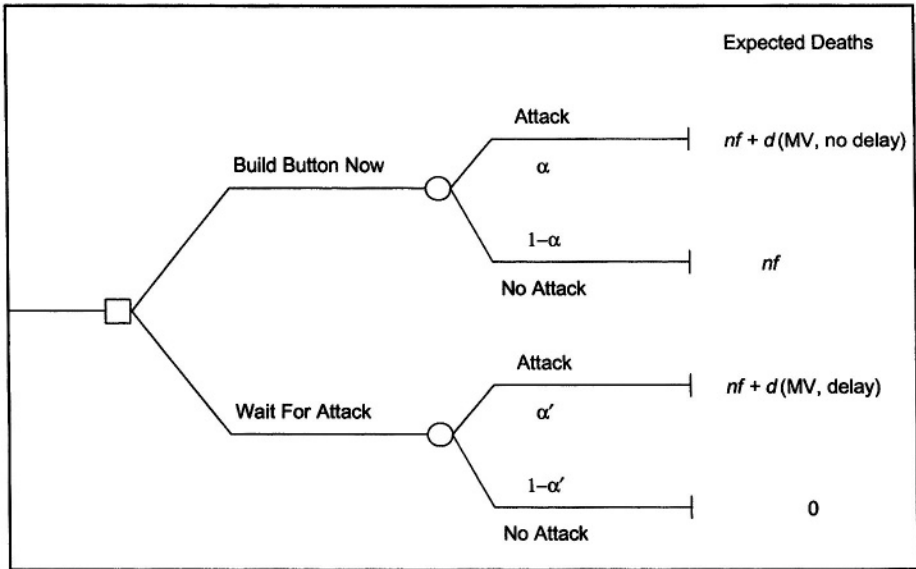 Expected Deaths
Attack
nf + d (MV, no delay)
Build Button Now
α
1−α
nf
No Attack
Attack
nf + d (MV, delay)
Wait For Attack
α′
1−α′
0
No Attack